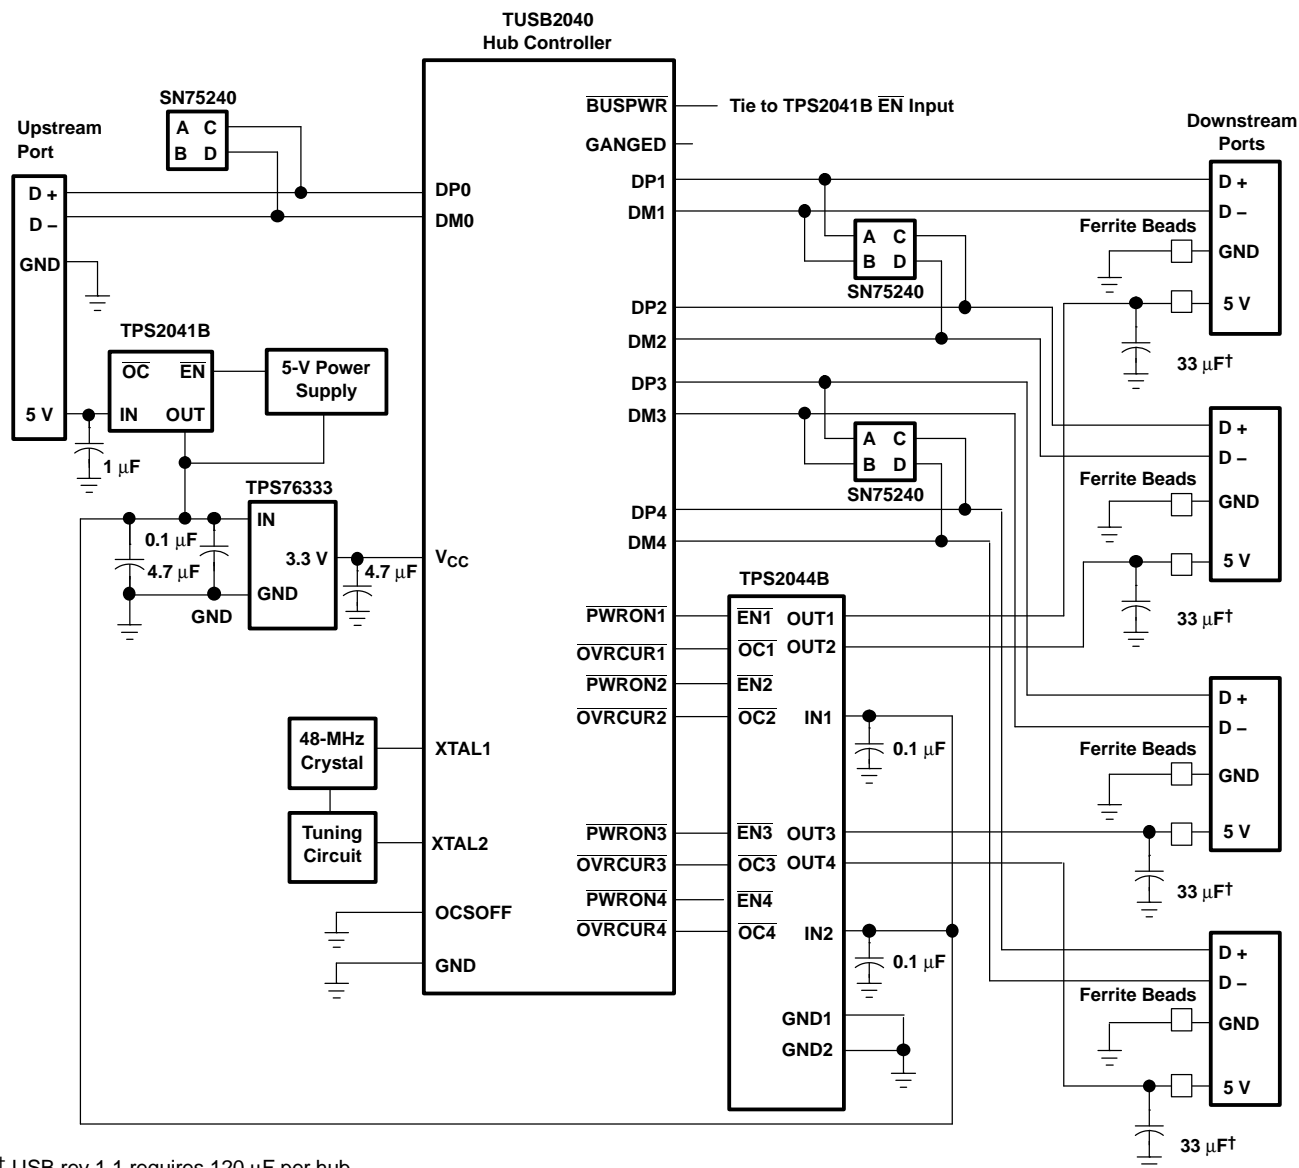 TUSB2040
Hub Controller
SN75240
A C
B D
Upstream
Port
D +
D –
GND
5 V
DP0
DM0
TPS2041B
OC EN
IN OUT
5-V Power
Supply
1 µF
TPS76333
IN
3.3 V
GND
0.1 µF
4.7 µF
GND
4.7 µF
VCC
48-MHz
Crystal
XTAL1
Tuning
Circuit
XTAL2
OCSOFF
GND
BUSPWR
Tie to TPS2041B EN Input
GANGED
DP1
DM1
A C
B D
SN75240
DP2
DM2
DP3
DM3
A C
B D
SN75240
DP4
DM4
TPS2044B
PWRON1
EN1 OUT1
OVRCUR1
OC1 OUT2
PWRON2
EN2
OVRCUR2
OC2 IN1
0.1 µF
PWRON3
EN3 OUT3
OVRCUR3
OC3 OUT4
PWRON4
EN4
OVRCUR4
OC4 IN2
0.1 µF
GND1
GND2
Downstream
Ports
D +
D –
Ferrite Beads
GND
5 V
33 µF†
D +
D –
Ferrite Beads
GND
5 V
33 µF†
D +
D –
Ferrite Beads
GND
5 V
33 µF†
D +
D –
Ferrite Beads
GND
5 V
33 µF†
† USB rev 1.1 requires 120 µF per hub